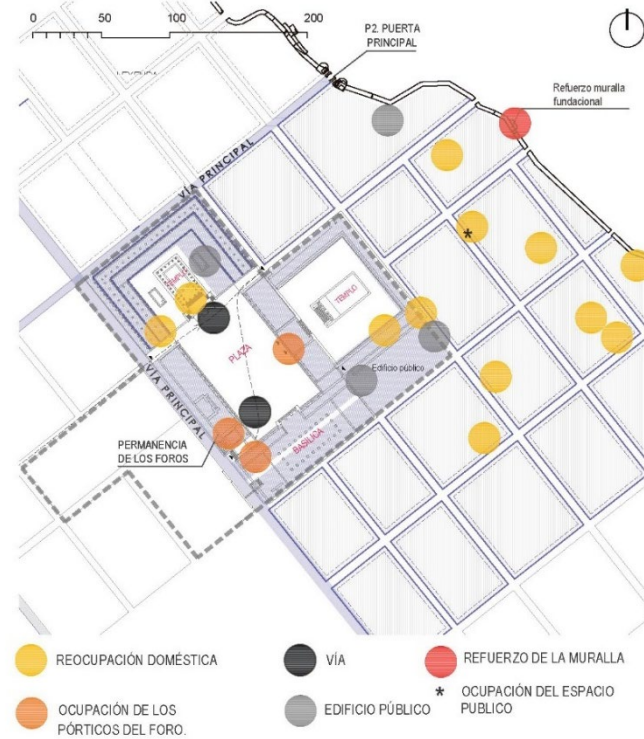 0 50 100 200
P2. PUERTA
PRINCIPAL
Refuerzo muralla
fundacional
VÍA PRINCIPAL
TEMPLO
TEMPLO
PLAZA
Edificio público
VÍA PRINCIPAL
BASÍLICA
PERMANENCIA
DE LOS FOROS
*
REOCUPACIÓN DOMÉSTICA
VÍA
REFUERZO DE LA MURALLA
OCUPACIÓN DE LOS
PÓRTICOS DEL FORO.
EDIFICIO PÚBLICO
* OCUPACIÓN DEL ESPACIO
PUBLICO